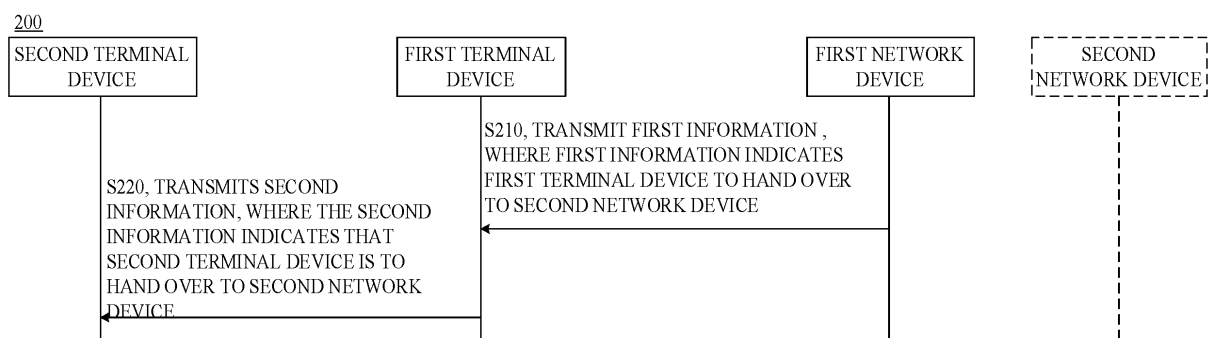 200
SECOND TERMINAL
DEVICE
FIRST TERMINAL
DEVICE
FIRST NETWORK
DEVICE
SECOND
NETWORK DEVICE
S210, TRANSMIT FIRST INFORMATION ,
WHERE FIRST INFORMATION INDICATES
FIRST TERMINAL DEVICE TO HAND OVER
TO SECOND NETWORK DEVICE
S220, TRANSMITS SECOND
INFORMATION, WHERE THE SECOND
INFORMATION INDICATES THAT
SECOND TERMINAL DEVICE IS TO
HAND OVER TO SECOND NETWORK
DEVICE